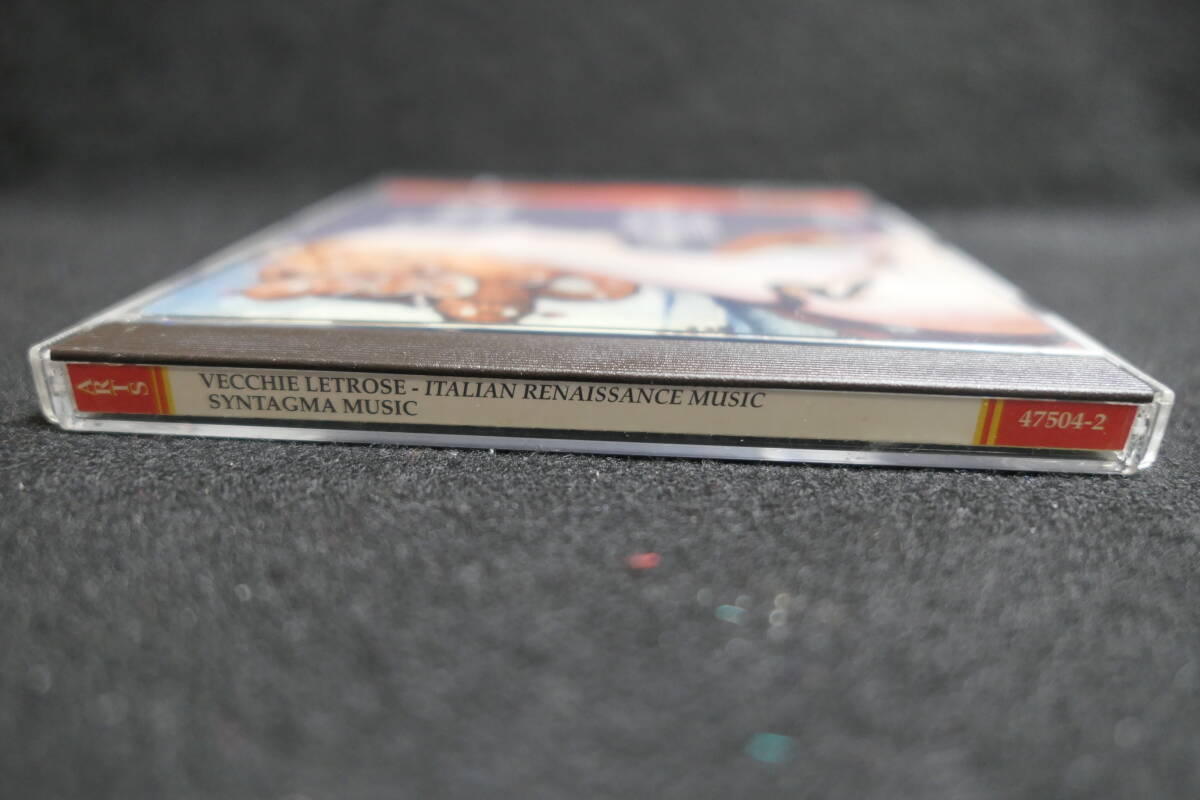 ARTS
VECCHIE LETROSE - ITALIAN RENAISSANCE MUSIC
SYNTAGMA MUSIC
47504-2